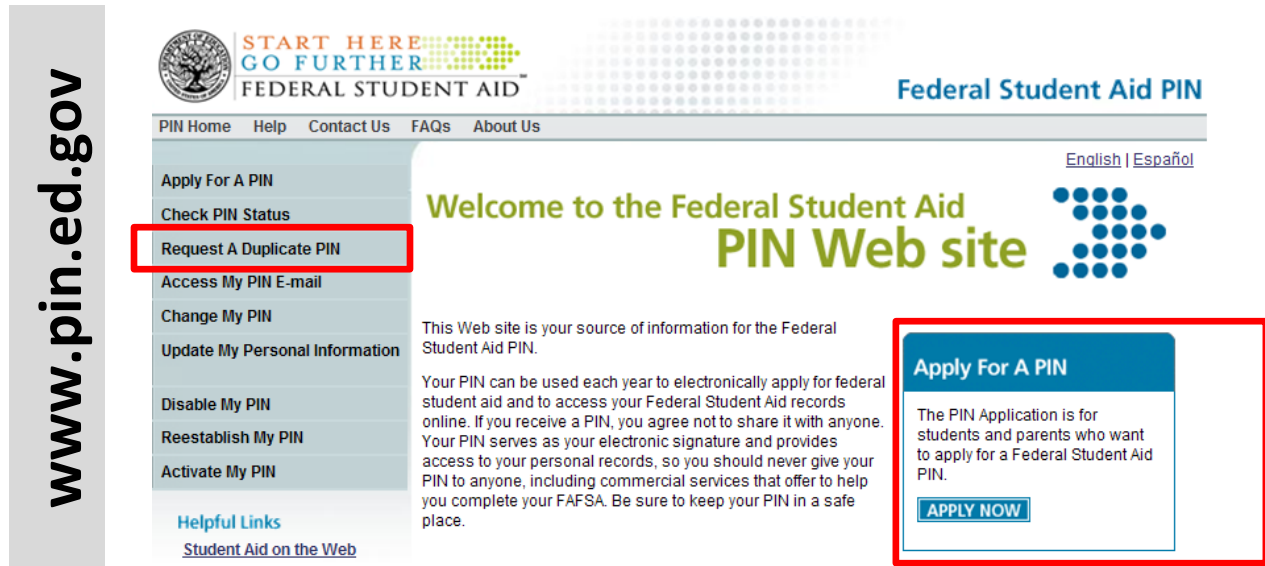 www.pin.ed.gov
START HERE
GO FURTHER
FEDERAL STUDENT AID
Federal Student Aid PIN
PIN Home Help Contact Us FAQs About Us
English | Español
Apply For A PIN
Check PIN Status
Request A Duplicate PIN
Access My PIN E-mail
Change My PIN
Update My Personal Information
Disable My PIN
Reestablish My PIN
Activate My PIN
Helpful Links
Student Aid on the Web
Welcome to the Federal Student Aid
PIN Web site
This Web site is your source of information for the Federal
Student Aid PIN.
Your PIN can be used each year to electronically apply for federal
student aid and to access your Federal Student Aid records
online. If you receive a PIN, you agree not to share it with anyone.
Your PIN serves as your electronic signature and provides
access to your personal records, so you should never give your
PIN to anyone, including commercial services that offer to help
you complete your FAFSA. Be sure to keep your PIN in a safe
place.
Apply For A PIN
The PIN Application is for
students and parents who want
to apply for a Federal Student Aid
PIN.
APPLY NOW